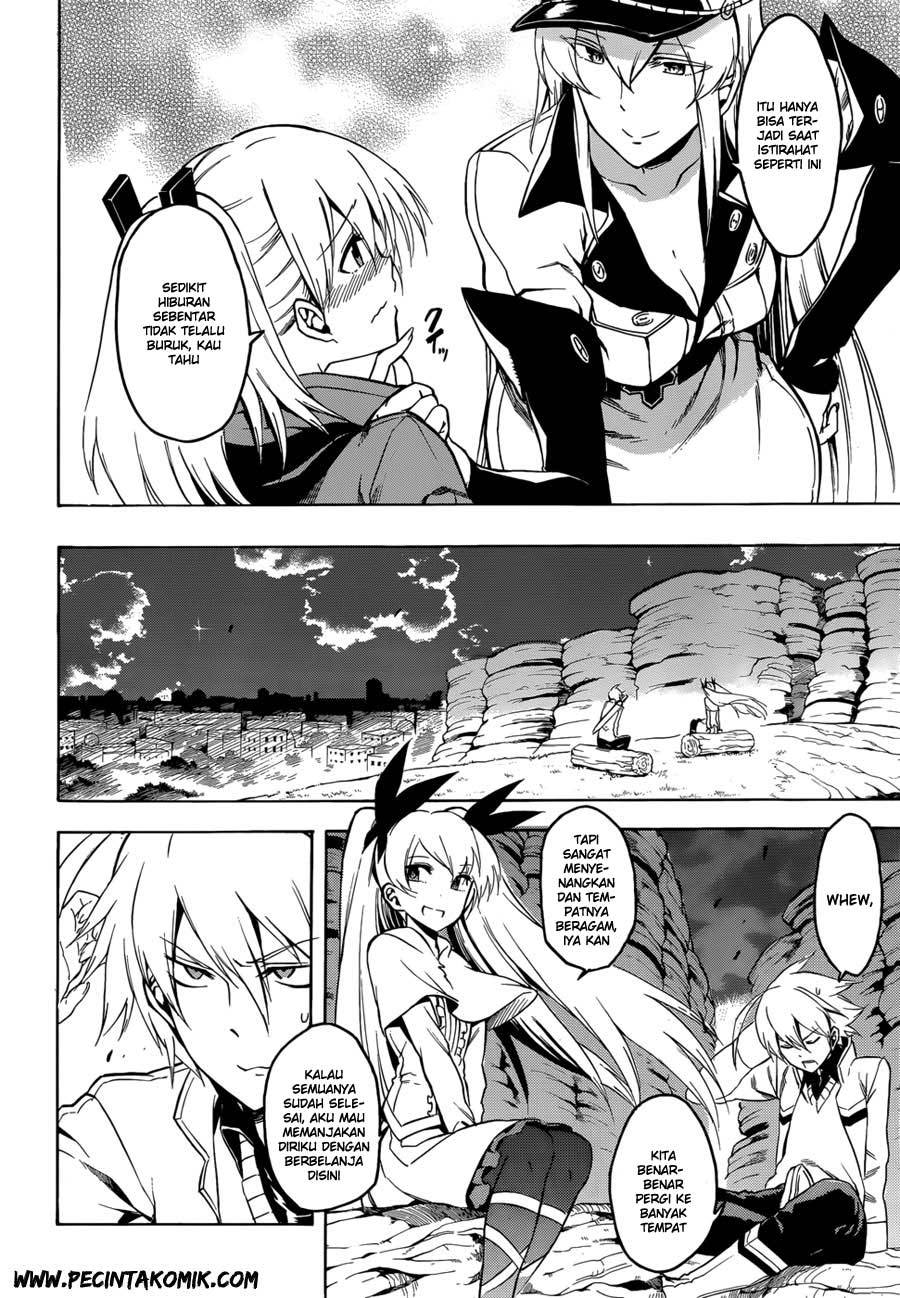 ITU HANYA
BISA TER-
JADI SAAT
ISTIRAHAT
SEPERTI INI
SEDIKIT
HIBURAN
SEBENTAR
TIDAK TELALU
BURUK, KAU
TAHU
WHEW,
KITA
BENAR-
BENAR
PERGI KE
BANYAK
TEMPAT
TAPI
SANGAT
MENYE-
NANGKAN
DAN TEM-
PATNYA
BERAGAM,
IYA KAN
KALAU
SEMUANYA
SUDAH SELE-
SAI, AKU MAU
MEMANJAKAN
DIRIKU DENGAN
BERBELANJA
DISINI
WWW.PECINTAKOMIK.COM